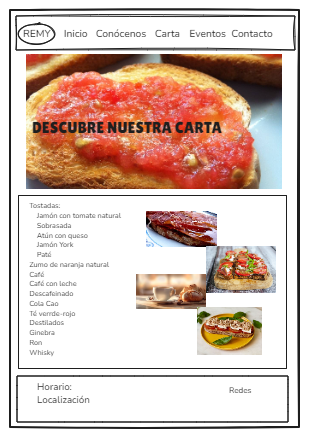 REMY Inicio Conócenos Carta Eventos Contacto
DESCUBRE NUESTRA CARTA
Tostadas:
Jamón con tomate natural
Sobrasada
Atún con queso
Jamón York
Paté
Zumo de naranja natural
Café
Café con leche
Descafeinado
Cola Cao
Té verrde-rojo
Destilados
Ginebra
Ron
Whisky
Horario:
Localización
Redes